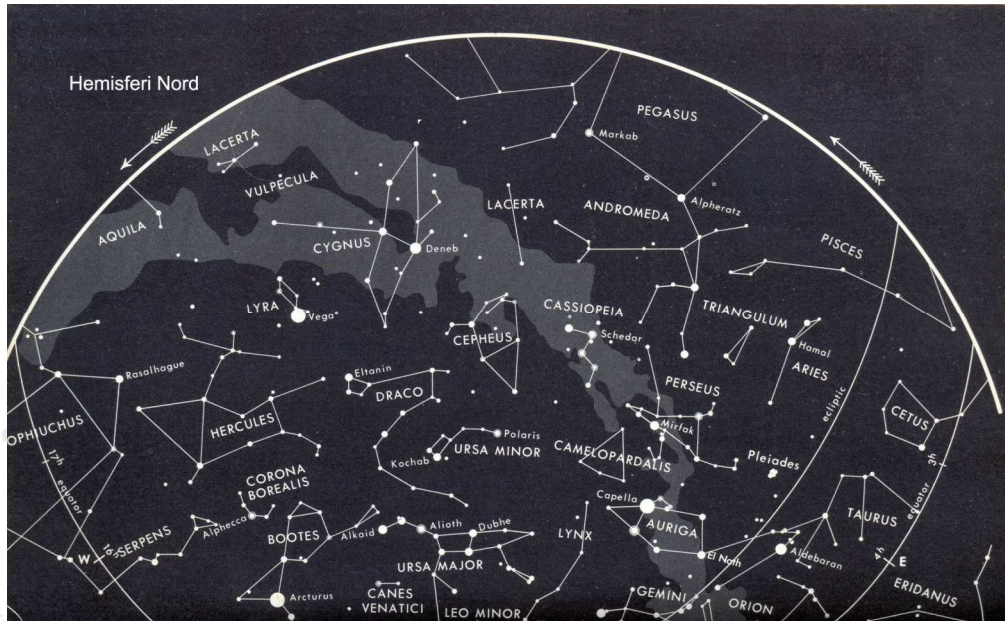 Hemisferi Nord
PEGASUS
Markab
LACERTA
VULPECULA
LACERTA
ANDROMEDA
Alpheratz
AQUILA
CYGNUS
Deneb
PISCES
LYRA
Vega
CASSIOPEIA
Schedar
TRIANGULUM
CEPHEUS
Hamal
ARIES
Rasalhague
Eltanin
DRACO
PERSEUS
ecliptic
Mirfak
CETUS
OPHIUCHUS
HERCULES
Polaris
URSA MINOR
Kochab
CAMELOPARDALIS
Pleiades
17h
3h
equator
CORONA
BOREALIS
Capella
equator
Alphecca
Alkaid
Alioth
Dubhe
AURIGA
TAURUS
SERPENS
BOOTES
LYNX
W
16h
El Nath
Aldebaran
4h
E
URSA MAJOR
Arcturus
CANES
VENATICI
LEO MINOR
GEMINI
ORION
ERIDANUS